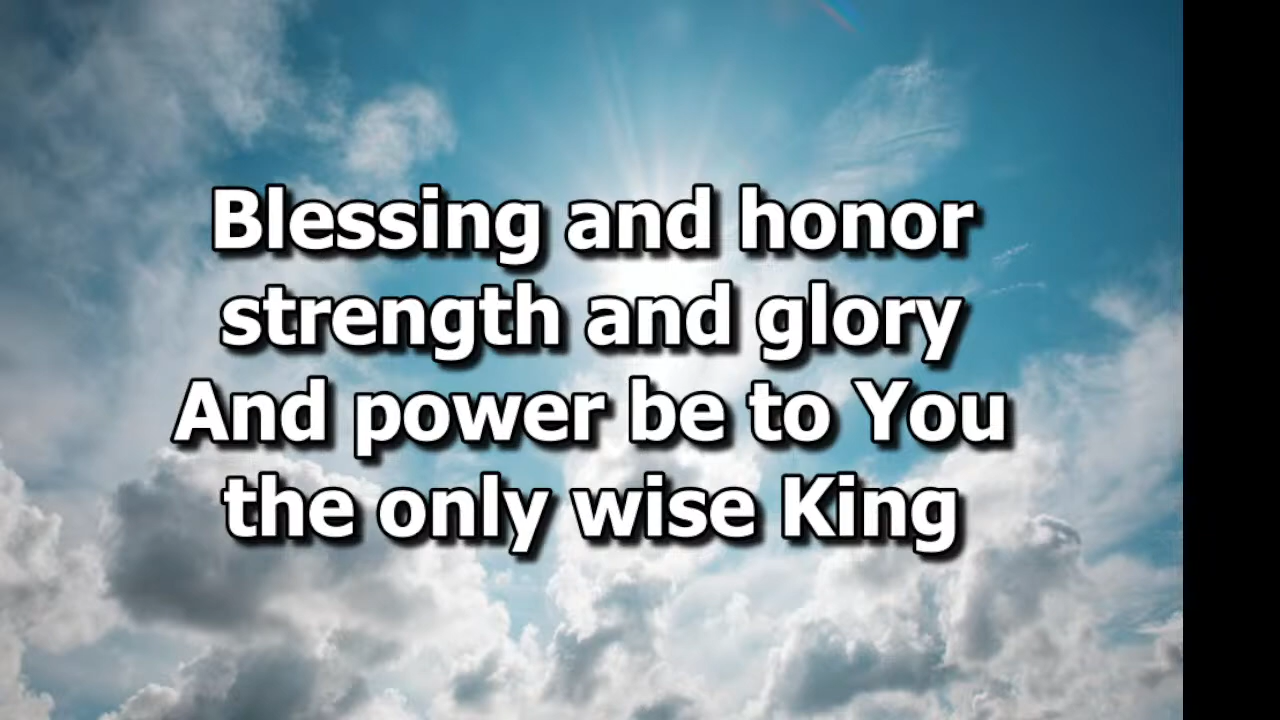 Blessing and honor
strength and glory
And power be to You
the only wise King